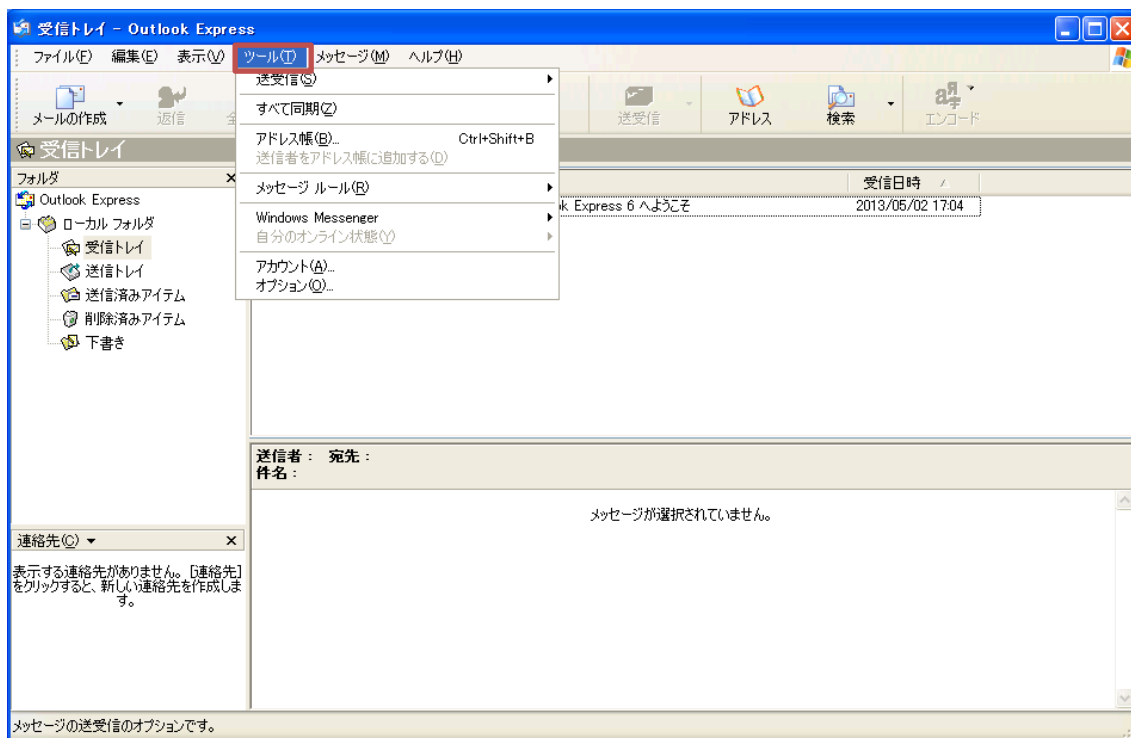 受信トレイ - Outlook Express
ファイル(F) 編集(E) 表示(V) ツール(T) メッセージ(M) ヘルプ(H)
メールの作成 返信 全 送受信 アドレス 検索 エンコード
送受信(S)
すべて同期(Z)
アドレス帳(B)... Ctrl+Shift+B
送信者をアドレス帳に追加する(D)
メッセージ ルール(R)
Windows Messenger
自分のオンライン状態(Y)
アカウント(A)...
オプション(O)...
受信トレイ
フォルダ
Outlook Express
ローカル フォルダ
受信トレイ
送信トレイ
送信済みアイテム
削除済みアイテム
下書き
受信日時
Express 6 へようこそ 2013/05/02 17:04
送信者： 宛先：
件名：
メッセージが選択されていません。
連絡先(C)
表示する連絡先がありません。[連絡先]
をクリックすると、新しい連絡先を作成しま
す。
メッセージの送受信のオプションです。